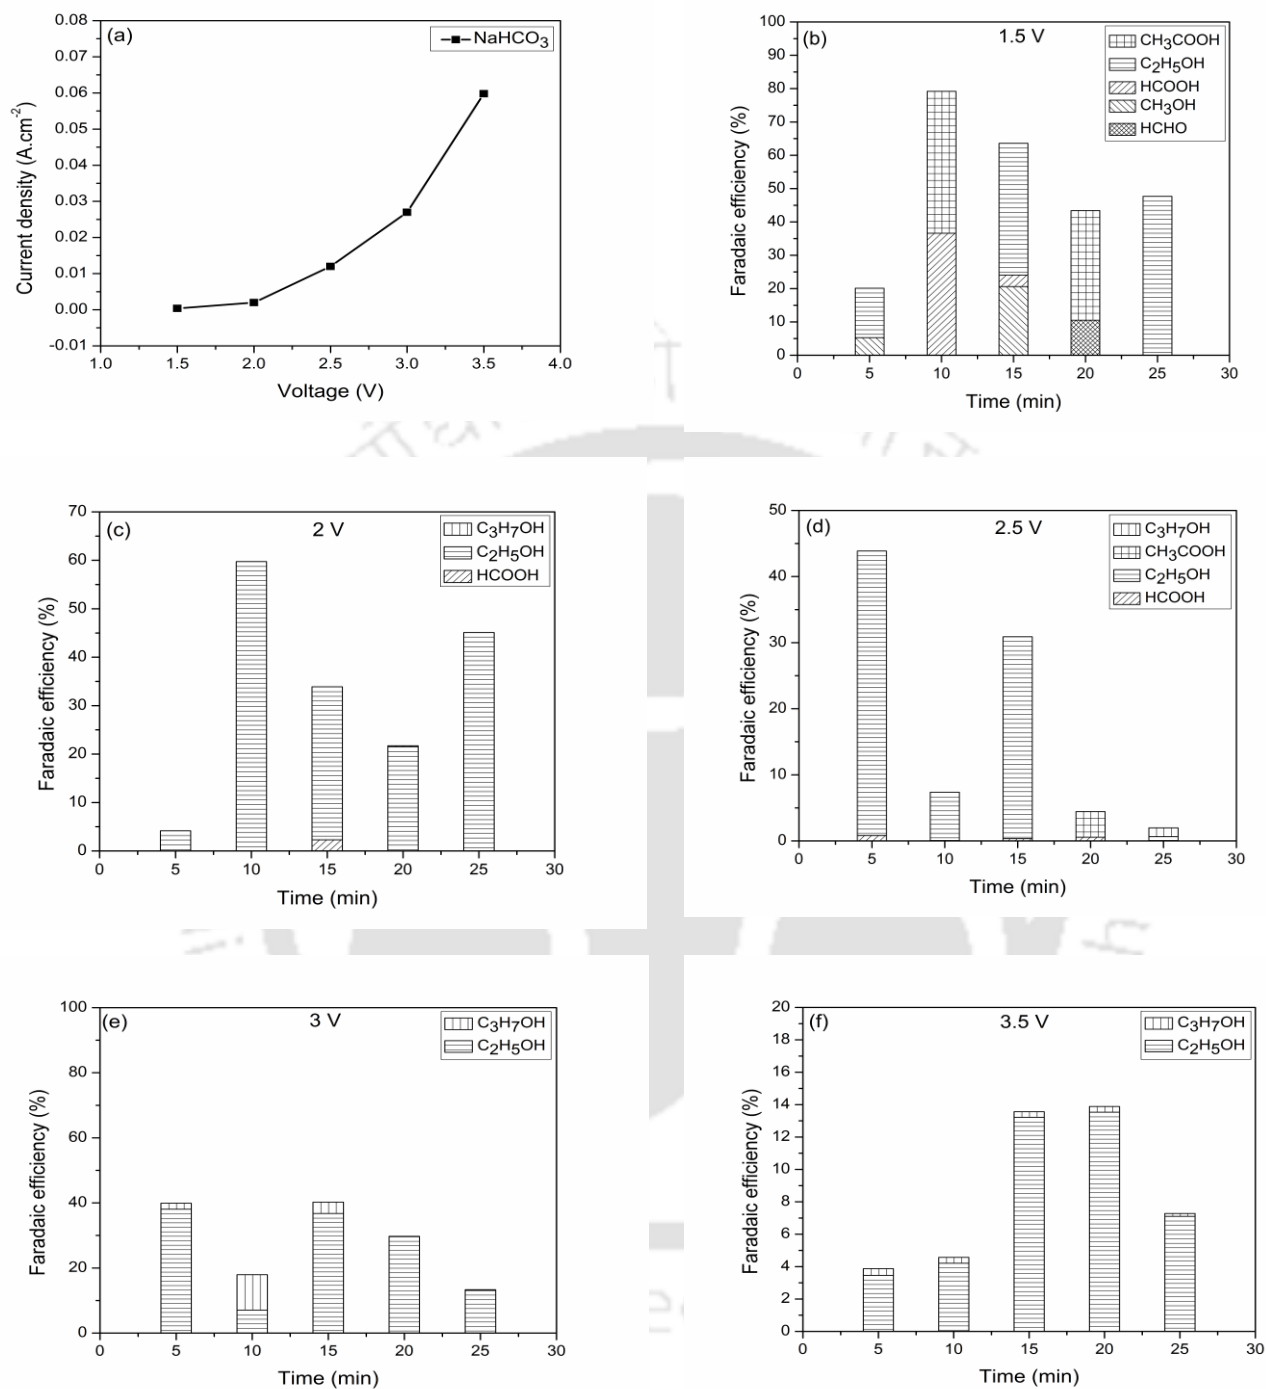 (a)
NaHCO3
0.08
0.07
0.06
0.05
0.04
0.03
0.02
0.01
0.00
-0.01
Current density (A.cm-2)
1.0 1.5 2.0 2.5 3.0 3.5 4.0
Voltage (V)
(b)
1.5 V
CH3COOH
C2H5OH
HCOOH
CH3OH
HCHO
100
90
80
70
60
50
40
30
20
10
0
Faradaic efficiency (%)
0 5 10 15 20 25 30
Time (min)
(c)
2 V
C3H7OH
C2H5OH
HCOOH
70
60
50
40
30
20
10
0
Faradaic efficiency (%)
0 5 10 15 20 25 30
Time (min)
(d)
2.5 V
C3H7OH
CH3COOH
C2H5OH
HCOOH
50
40
30
20
10
0
Faradaic efficiency (%)
0 5 10 15 20 25 30
Time (min)
(e)
3 V
C3H7OH
C2H5OH
100
80
60
40
20
0
Faradaic efficiency (%)
0 5 10 15 20 25 30
Time (min)
(f)
3.5 V
C3H7OH
C2H5OH
20
18
16
14
12
10
8
6
4
2
0
Faradaic efficiency (%)
0 5 10 15 20 25 30
Time (min)